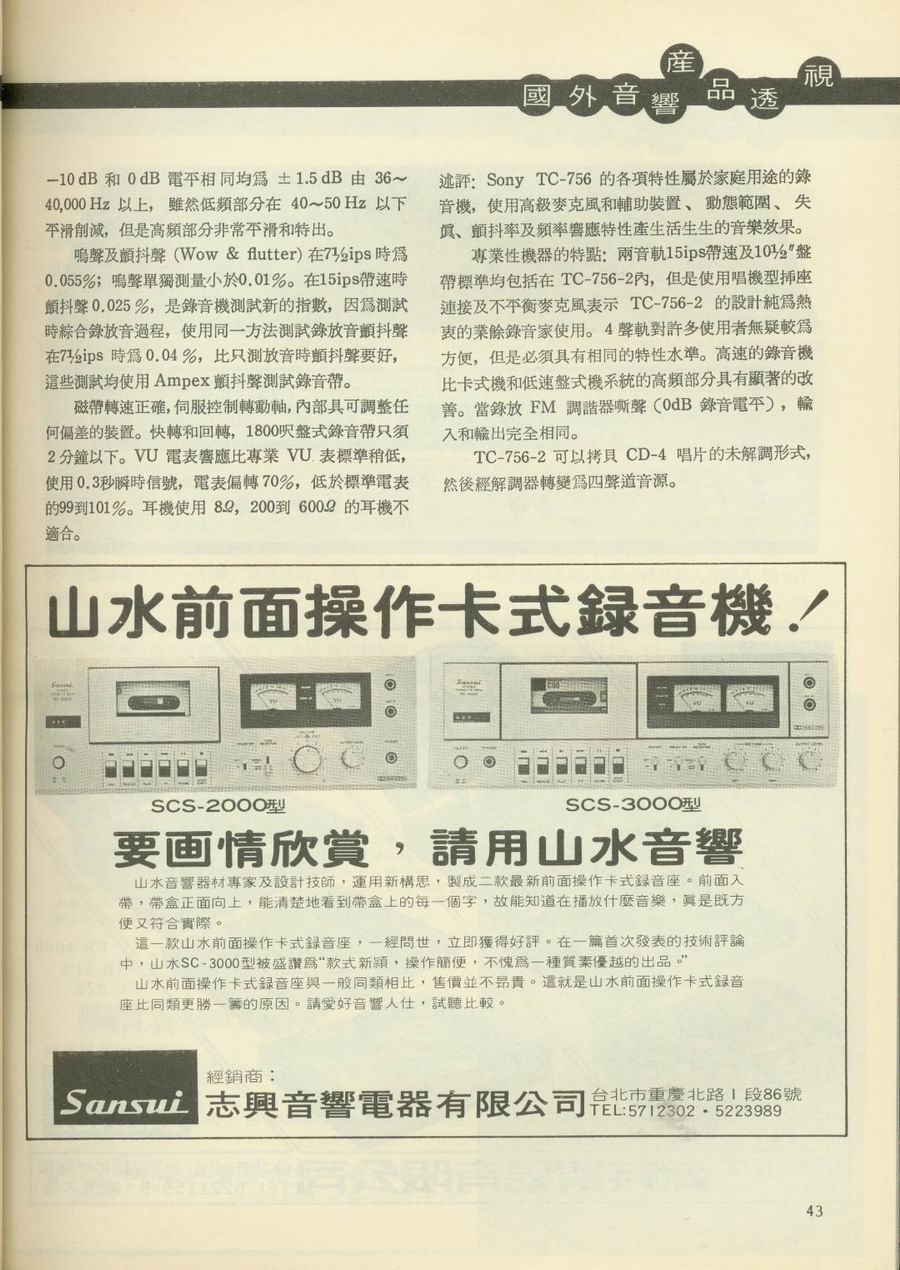 國外音響産品透視
−10 dB 和 0 dB 電平相同均爲 ±1.5 dB 由 36～
40,000 Hz 以上，雖然低頻部分在 40～50 Hz 以下
平滑削減，但是高頻部分非常平滑和特出。
嗚聲及顫抖聲 (Wow & flutter) 在7½ips 時爲
0.055%；嗚聲單獨測量小於0.01%。在15ips帶速時
顫抖聲 0.025 %，是錄音機測試新的指數，因爲測試
時綜合錄放音過程，使用同一方法測試錄放音顫抖聲
在7½ips 時爲 0.04 %，比只測放音時顫抖聲要好，
這些測試均使用 Ampex 顫抖聲測試錄音帶。
磁帶轉速正確，伺服控制轉動軸，內部具可調整任
何偏差的裝置。快轉和回轉，1800呎盤式錄音帶只須
2 分鐘以下。VU 電表響應比專業 VU 表標準稍低，
使用 0.3秒瞬時信號，電表偏轉 70%，低於標準電表
的99到101%。耳機使用 8Ω，200到 600Ω 的耳機不
適合。
述評：Sony TC-756 的各項特性屬於家庭用途的錄
音機，使用高級麥克風和輔助裝置、動態範圍、失
眞、顫抖率及頻率響應特性產生活生生的音樂效果。
專業性機器的特點：兩音軌15ips帶速及10½″盤
帶標準均包括在 TC-756-2內，但是使用唱機型揷座
連接及不平衡麥克風表示 TC-756-2 的設計純爲熱
衷的業餘錄音家使用。4 聲軌對許多使用者無疑較爲
方便，但是必須具有相同的特性水準。高速的錄音機
比卡式機和低速盤式機系統的高頻部分具有顯著的改
善。當錄放 FM 調諧器嘶聲（0dB 錄音電平），輸
入和輸出完全相同。
TC-756-2 可以拷貝 CD-4 唱片的未解調形式，
然後經解調器轉變爲四聲道音源。
山水前面操作卡式録音機！
Sansui
VU
VU
Sansui
C90
VU
VU
SCS-2000型
SCS-3000型
要画情欣賞，請用山水音響
山水音響器材專家及設計技師，運用新構思，製成二款最新前面操作卡式録音座。前面入
帶，帶盒正面向上，能清楚地看到帶盒上的每一個字，故能知道在播放什麼音樂，眞是既方
便又符合實際。
這一款山水前面操作卡式録音座，一經問世，立即獲得好評。在一篇首次發表的技術評論
中，山水SC-3000型被盛讚爲“款式新穎，操作簡便，不愧爲一種質素優越的出品。”
山水前面操作卡式録音座與一般同類相比，售價並不昂貴。這就是山水前面操作卡式録音
座比同類更勝一籌的原因。請愛好音響人仕，試聽比較。
Sansui
經銷商：
志興音響電器有限公司
台北市重慶北路1段86號
TEL:5712302・5223989
43